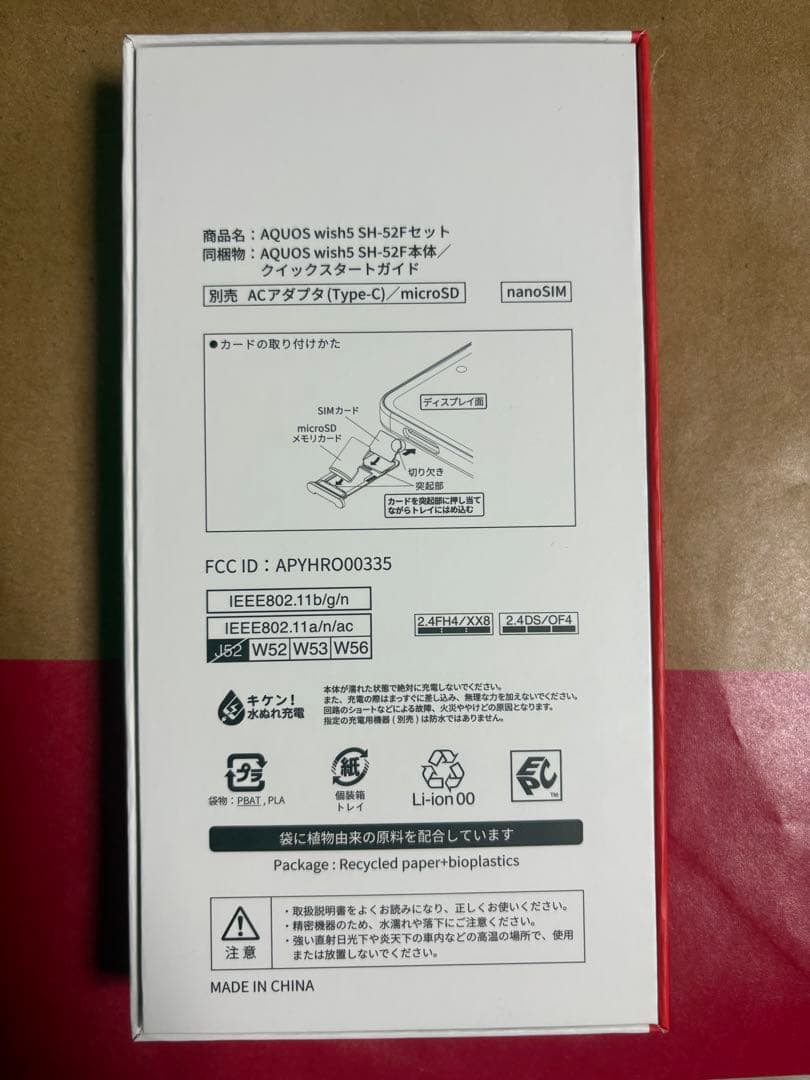 商品名：AQUOS wish5 SH-52Fセット
同梱物：AQUOS wish5 SH-52F本体／
クイックスタートガイド
別売 ACアダプタ(Type-C)／microSD
nanoSIM
●カードの取り付けかた
ディスプレイ面
SIMカード
microSD
メモリカード
切り欠き
突起部
カードを突起部に押し当て
ながらトレイにはめ込む
FCC ID：APYHRO00335
IEEE802.11b/g/n
IEEE802.11a/n/ac
J52 W52 W53 W56
2.4FH4/XX8
2.4DS/OF4
キケン！
水ぬれ充電
本体が濡れた状態で絶対に充電しないでください。
また、充電の際はまっすぐに差し込み、無理な力を加えないでください。
回路のショートなどによる故障、火災ややけどの原因となります。
指定の充電用機器(別売)は防水ではありません。
プラ
袋物：PBAT , PLA
紙
個装箱
トレイ
Li-ion 00
EPC
TM
袋に植物由来の原料を配合しています
Package : Recycled paper+bioplastics
注意
・取扱説明書をよくお読みになり、正しくお使いください。
・精密機器のため、水濡れや落下にご注意ください。
・強い直射日光下や炎天下の車内などの高温の場所で、使用
または放置しないでください。
MADE IN CHINA